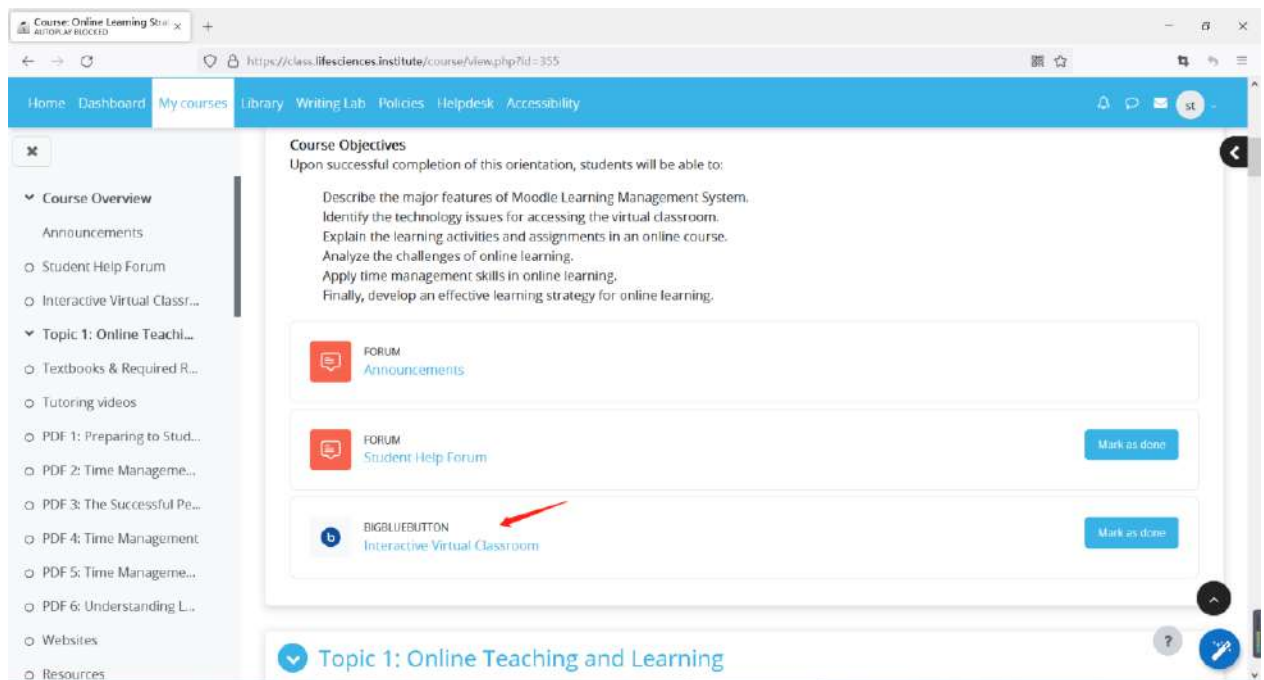 Course: Online Learning Strat
AUTOPLAY BLOCKED
https://class.lifesciences.institute/course/view.php?id=355
Home Dashboard My courses Library Writing Lab Policies Helpdesk Accessibility
st
Course Overview
Announcements
Student Help Forum
Interactive Virtual Classr...
Topic 1: Online Teachi...
Textbooks & Required R...
Tutoring videos
PDF 1: Preparing to Stud...
PDF 2: Time Manageme...
PDF 3: The Successful Pe...
PDF 4: Time Management
PDF 5: Time Manageme...
PDF 6: Understanding L...
Websites
Resources
Course Objectives
Upon successful completion of this orientation, students will be able to:
Describe the major features of Moodle Learning Management System.
Identify the technology issues for accessing the virtual classroom.
Explain the learning activities and assignments in an online course.
Analyze the challenges of online learning.
Apply time management skills in online learning.
Finally, develop an effective learning strategy for online learning.
FORUM
Announcements
FORUM
Student Help Forum
Mark as done
b
BIGBLUEBUTTON
Interactive Virtual Classroom
Mark as done
?
Topic 1: Online Teaching and Learning